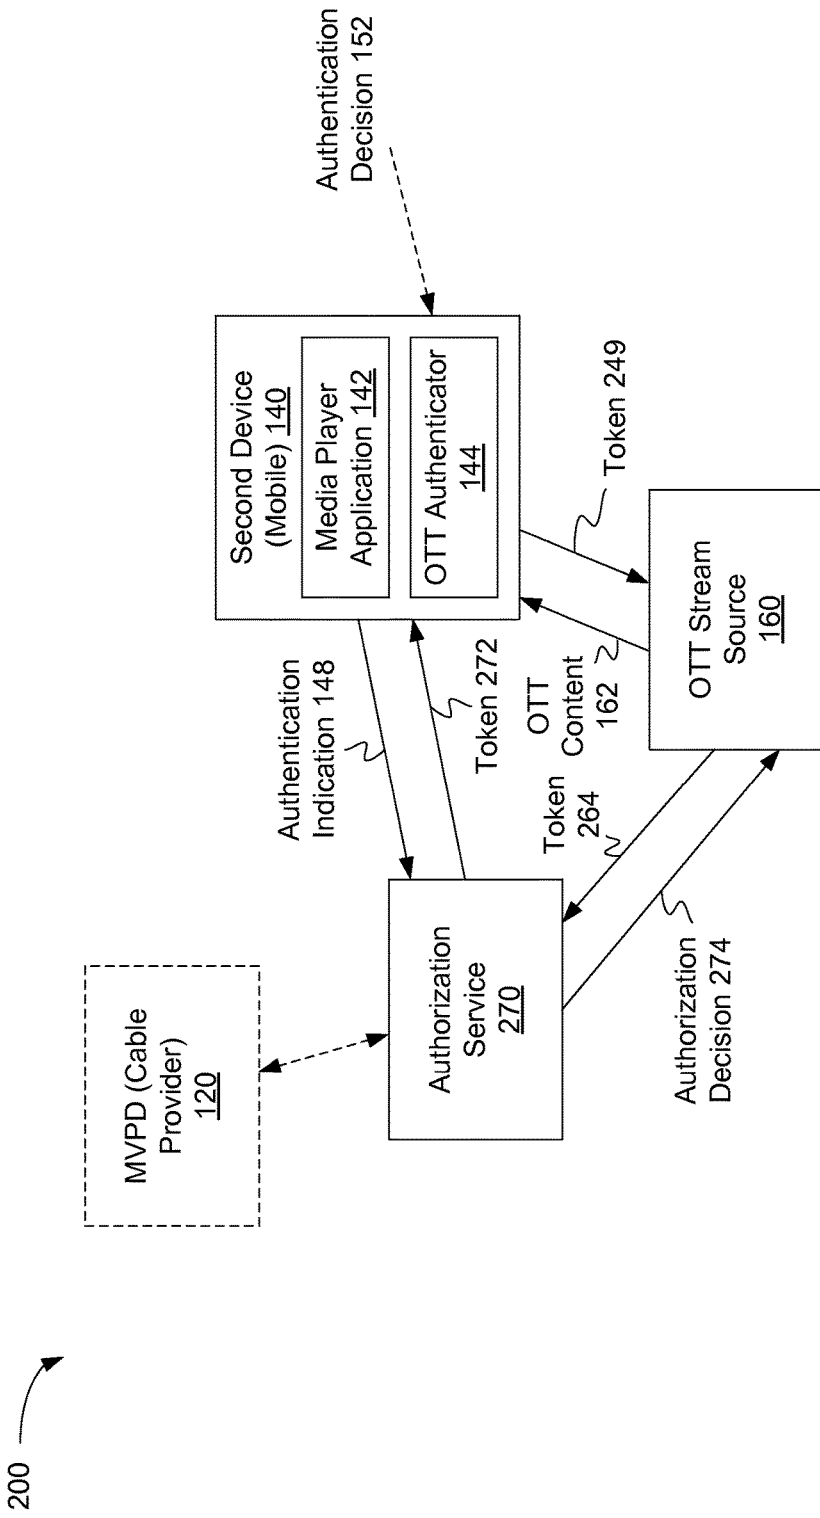 200
MVPD (Cable
Provider)
120
Authorization
Service
270
Authentication
Indication 148
Token 272
Second Device
(Mobile) 140
Media Player
Application 142
OTT Authenticator
144
Authentication
Decision 152
Token 249
OTT
Content
162
Token
264
Authorization
Decision 274
OTT Stream
Source
160